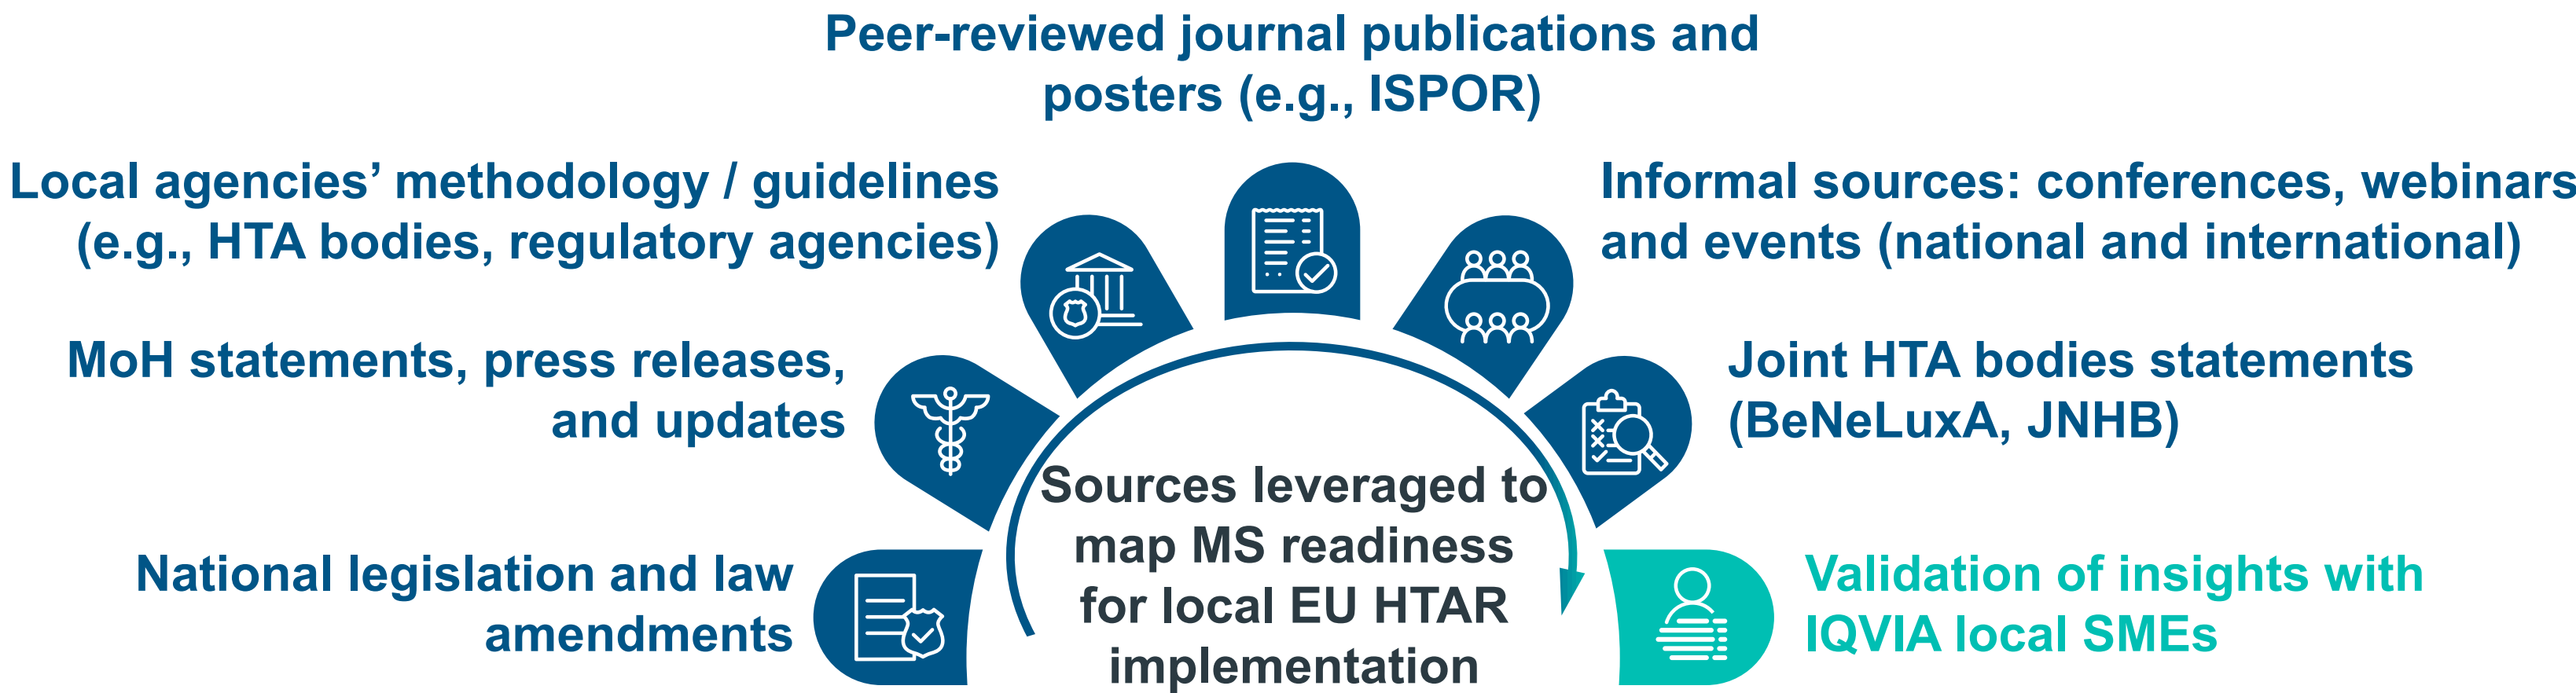 Peer-reviewed journal publications and
posters (e.g., ISPOR)
Local agencies’ methodology / guidelines
(e.g., HTA bodies, regulatory agencies)
Informal sources: conferences, webinars
and events (national and international)
MoH statements, press releases,
and updates
Joint HTA bodies statements
(BeNeLuxA, JNHB)
Sources leveraged to
map MS readiness
for local EU HTAR
implementation
National legislation and law
amendments
Validation of insights with
IQVIA local SMEs